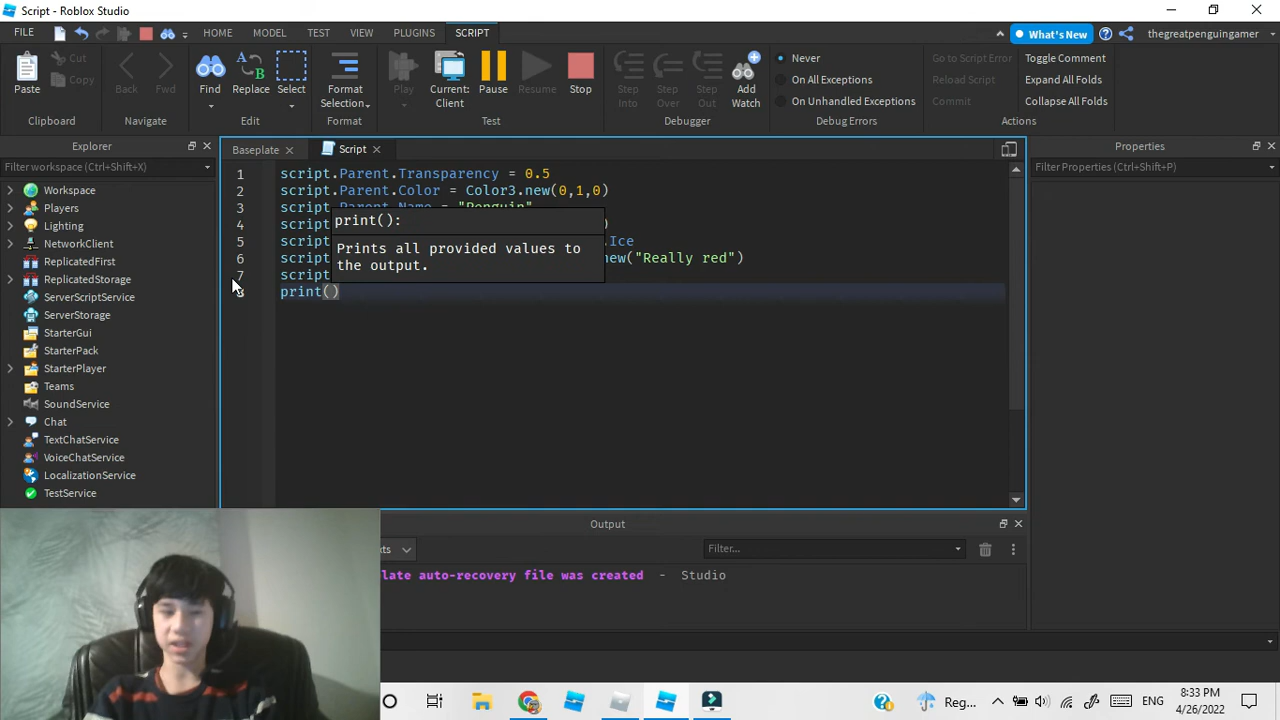 Script - Roblox Studio
FILE HOME MODEL TEST VIEW PLUGINS SCRIPT What's New thegreatpenguingamer
Paste Cut Copy Back Fwd Find Replace Select Format Selection Play Current: Client Pause Resume Stop Step Into Step Over Step Out Add Watch Never On All Exceptions On Unhandled Exceptions Go to Script Error Reload Script Commit Toggle Comment Expand All Folds Collapse All Folds
Clipboard Navigate Edit Format Test Debugger Debug Errors Actions
Explorer Baseplate Script Properties
Filter workspace (Ctrl+Shift+X) Filter Properties (Ctrl+Shift+P)
Workspace
Players
Lighting
NetworkClient
ReplicatedFirst
ReplicatedStorage
ServerScriptService
ServerStorage
StarterGui
StarterPack
StarterPlayer
Teams
SoundService
Chat
TextChatService
VoiceChatService
LocalizationService
TestService
1 script.Parent.Transparency = 0.5
2 script.Parent.Color = Color3.new(0,1,0)
3 script.Parent.Name = "Penguin"
4 script )
5 script .Ice
6 script new("Really red")
7 script
8 print()
print():
Prints all provided values to
the output.
Output
xts Filter...
late auto-recovery file was created - Studio
Reg... ENG 8:33 PM
4/26/2022